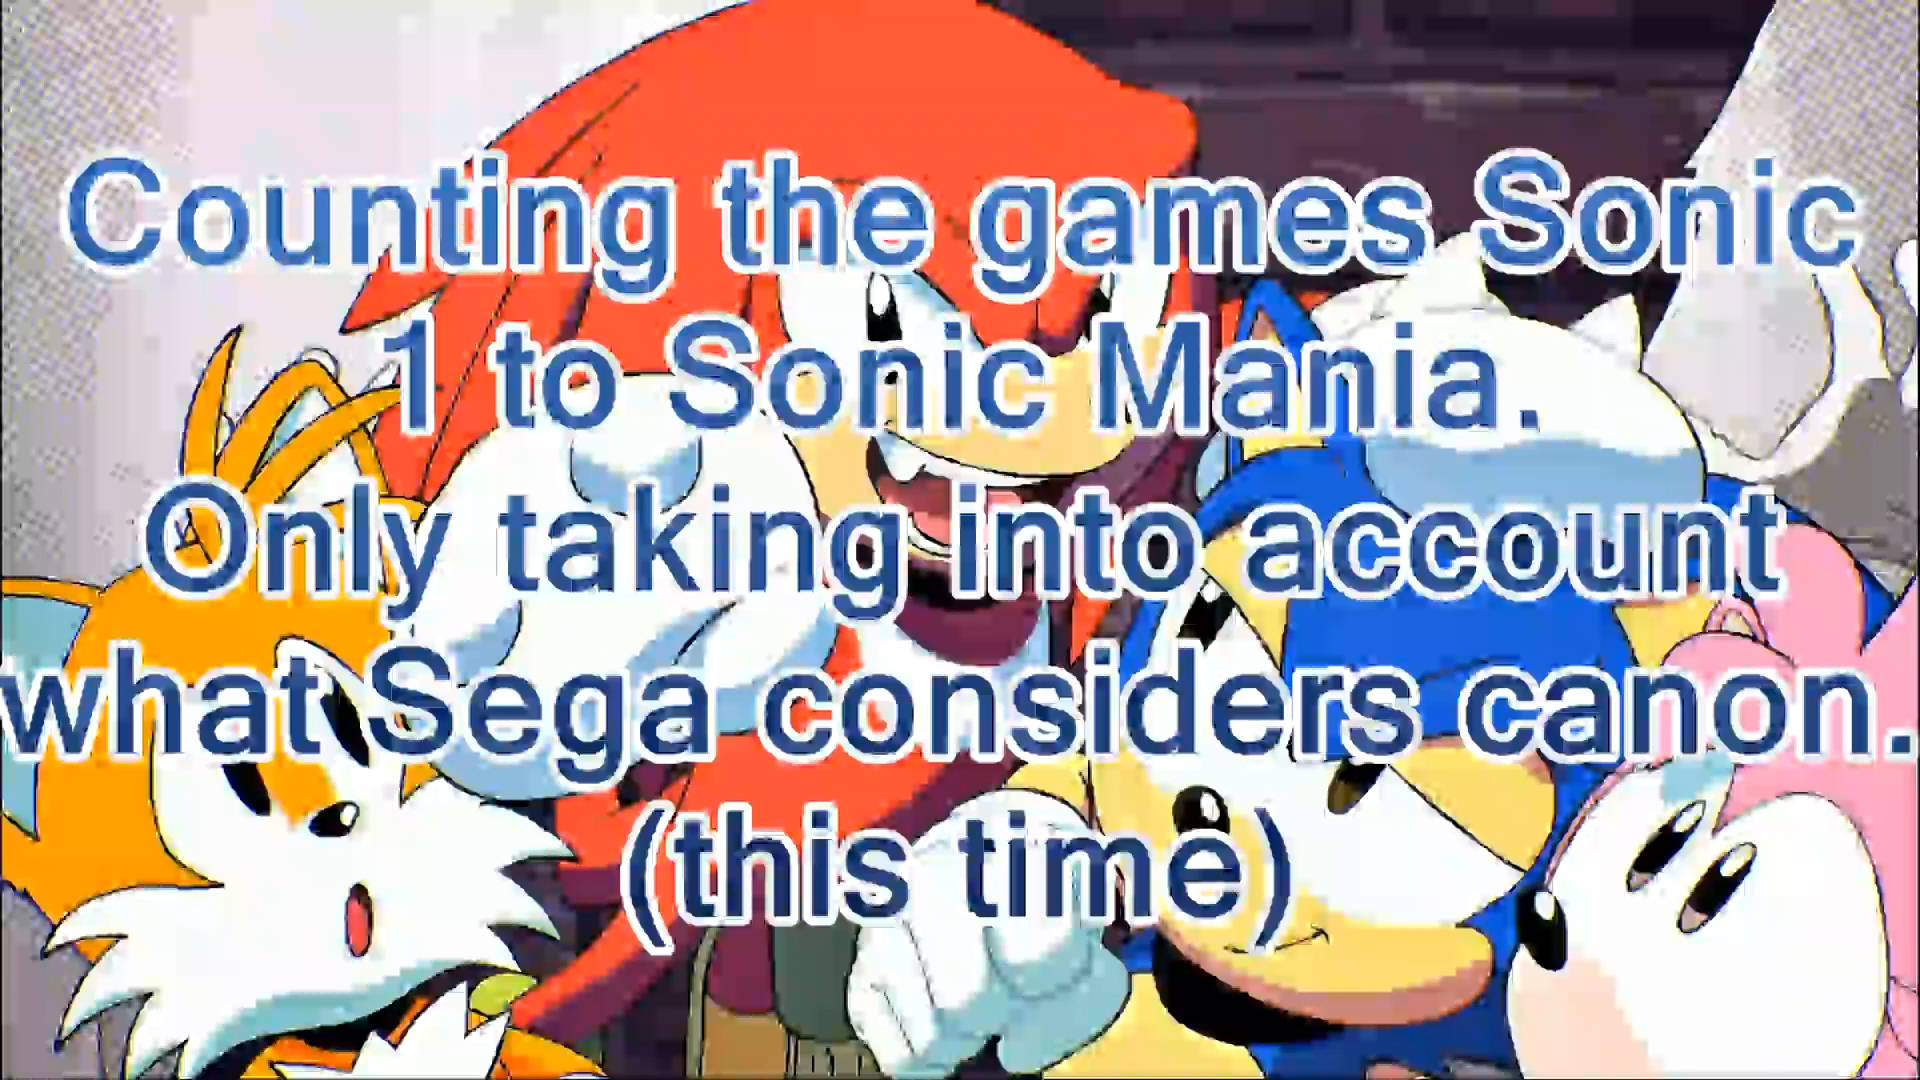 Counting the games Sonic
1 to Sonic Mania.
Only taking into account
what Sega considers canon.
(this time)